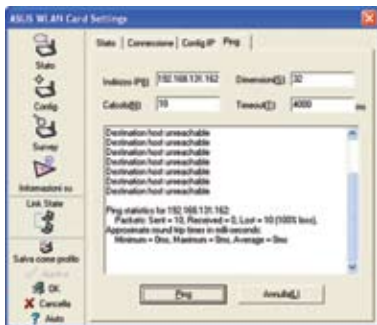 ASUS WLAN Card Settings
Stato
Connessione
Config IP
Ping
Stato
Config
Survey
Informazioni su
Link State
Salva come profilo
Applica
OK
Cancella
? Aiuto
Indirizzo IP(I) 192.168.131.162 Dimensioni(S) 32
Calcola(N) 10 Timeout(T) 4000 ms
Destination host unreachable
Destination host unreachable
Destination host unreachable
Destination host unreachable
Destination host unreachable
Destination host unreachable
Destination host unreachable
Ping statistics for 192.168.131.162:
Packets: Sent = 10, Received = 0, Lost = 10 (100% loss),
Approximate round trip times in milli-seconds:
Minimum = 0ms, Maximum = 0ms, Average = 0ms
Ping
Annulla(L)